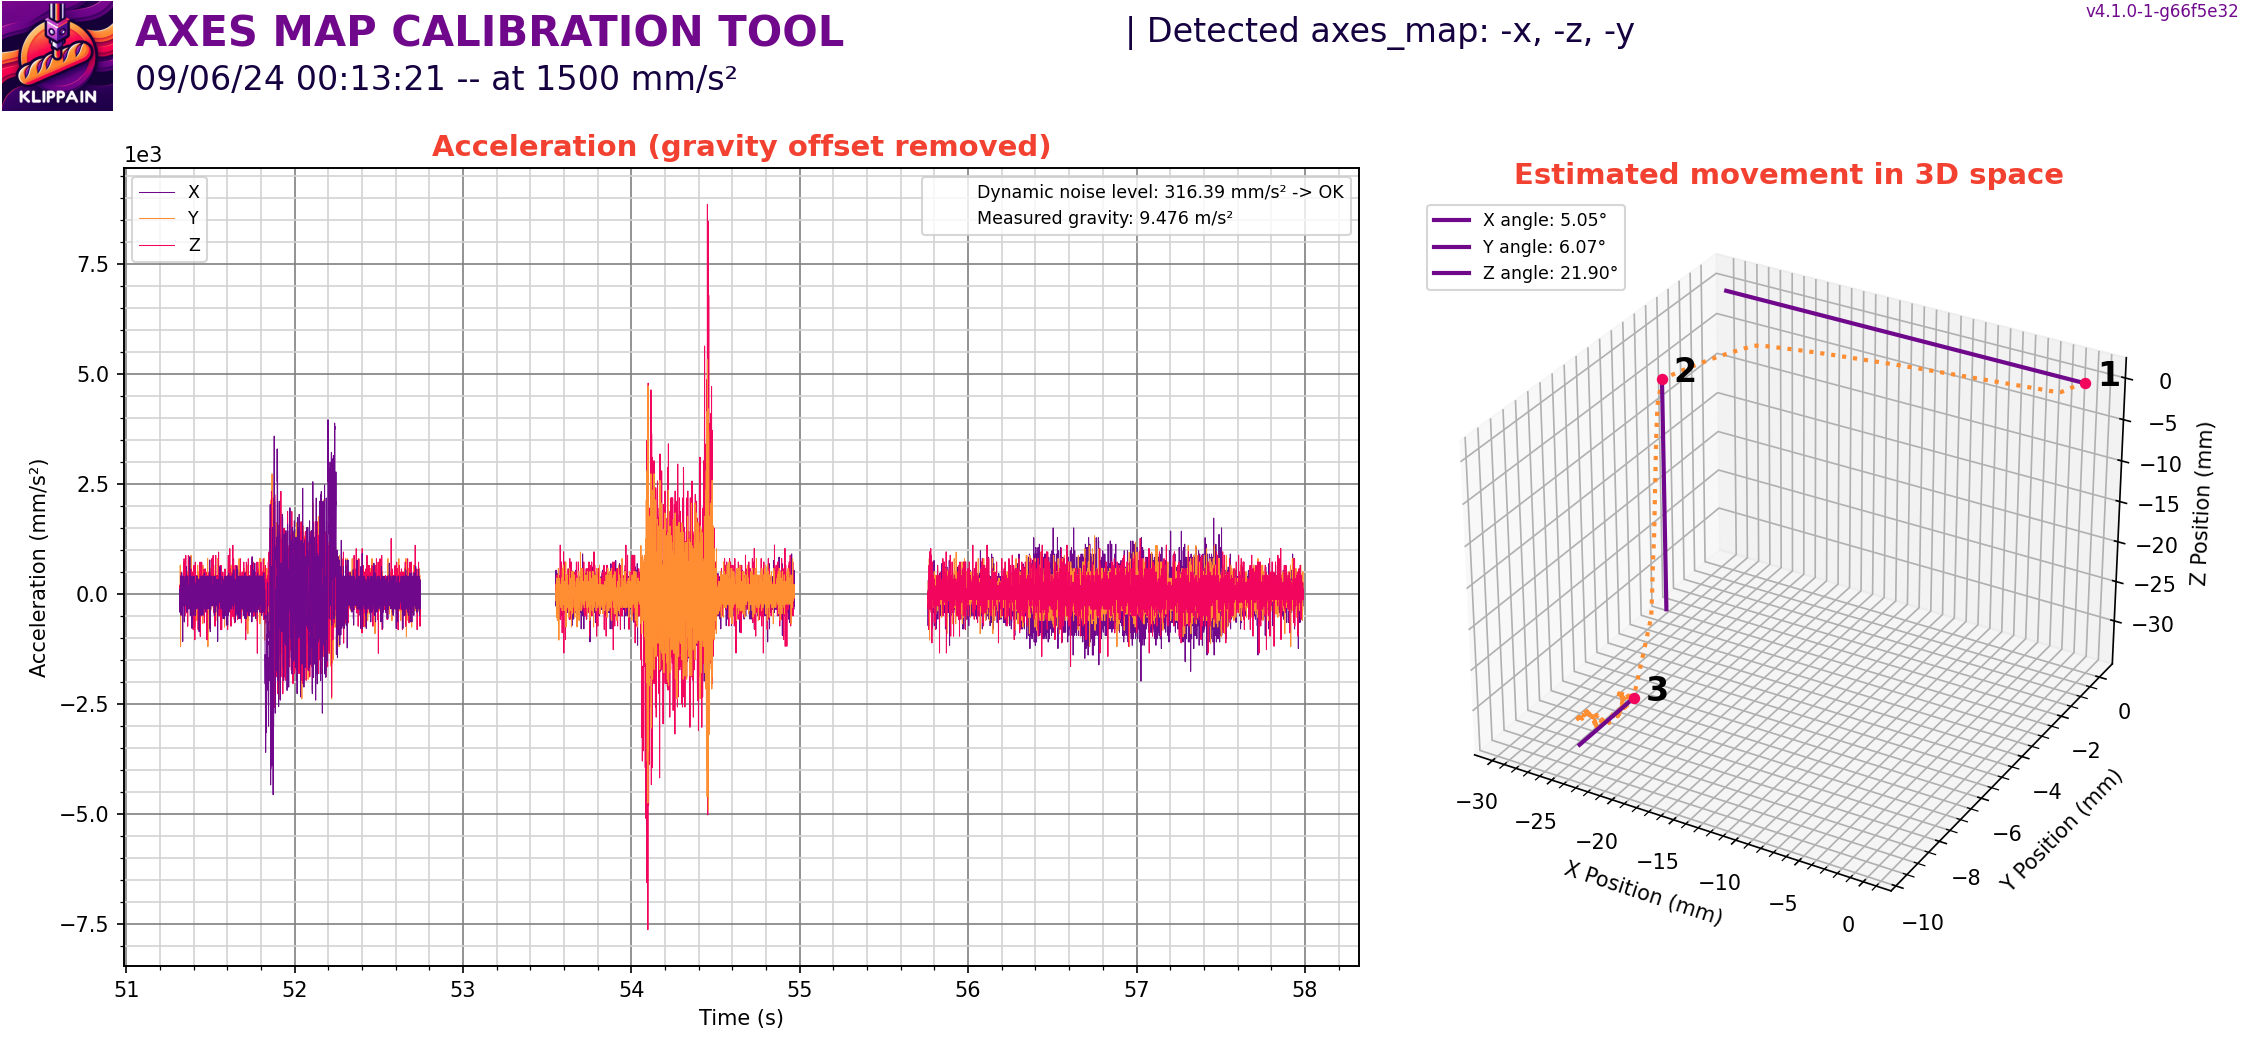 KLIPPAIN
AXES MAP CALIBRATION TOOL
09/06/24 00:13:21 -- at 1500 mm/s²
| Detected axes_map: -x, -z, -y
v4.1.0-1-g66f5e32
Acceleration (gravity offset removed)
1e3
X
Y
Z
Dynamic noise level: 316.39 mm/s² -> OK
Measured gravity: 9.476 m/s²
7.5
5.0
2.5
0.0
−2.5
−5.0
−7.5
Acceleration (mm/s²)
51
52
53
54
55
56
57
58
Time (s)
Estimated movement in 3D space
X angle: 5.05°
Y angle: 6.07°
Z angle: 21.90°
1
2
3
0
−5
−10
−15
−20
−25
−30
Z Position (mm)
0
−2
−4
−6
−8
−10
Y Position (mm)
−30
−25
−20
−15
−10
−5
0
X Position (mm)